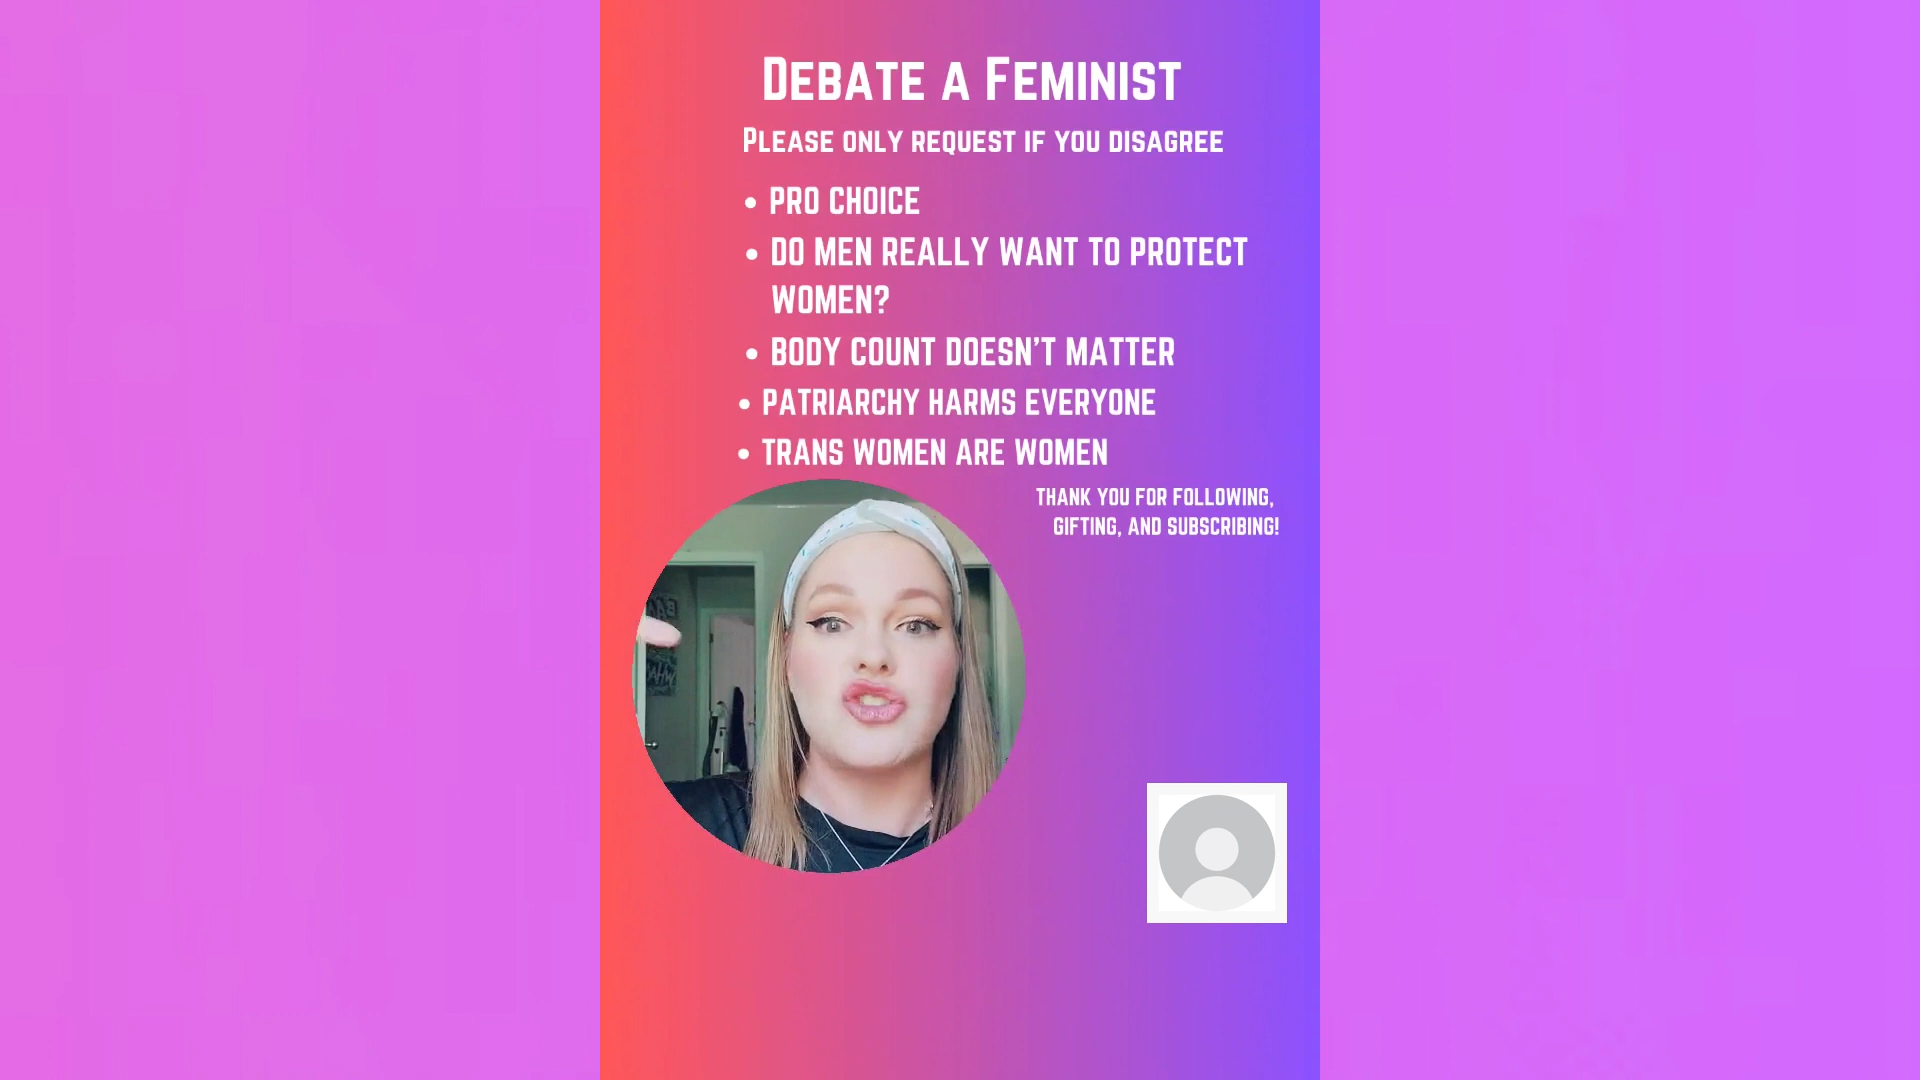 DEBATE A FEMINIST
PLEASE ONLY REQUEST IF YOU DISAGREE
• PRO CHOICE
• DO MEN REALLY WANT TO PROTECT
WOMEN?
• BODY COUNT DOESN'T MATTER
• PATRIARCHY HARMS EVERYONE
• TRANS WOMEN ARE WOMEN
THANK YOU FOR FOLLOWING,
GIFTING, AND SUBSCRIBING!